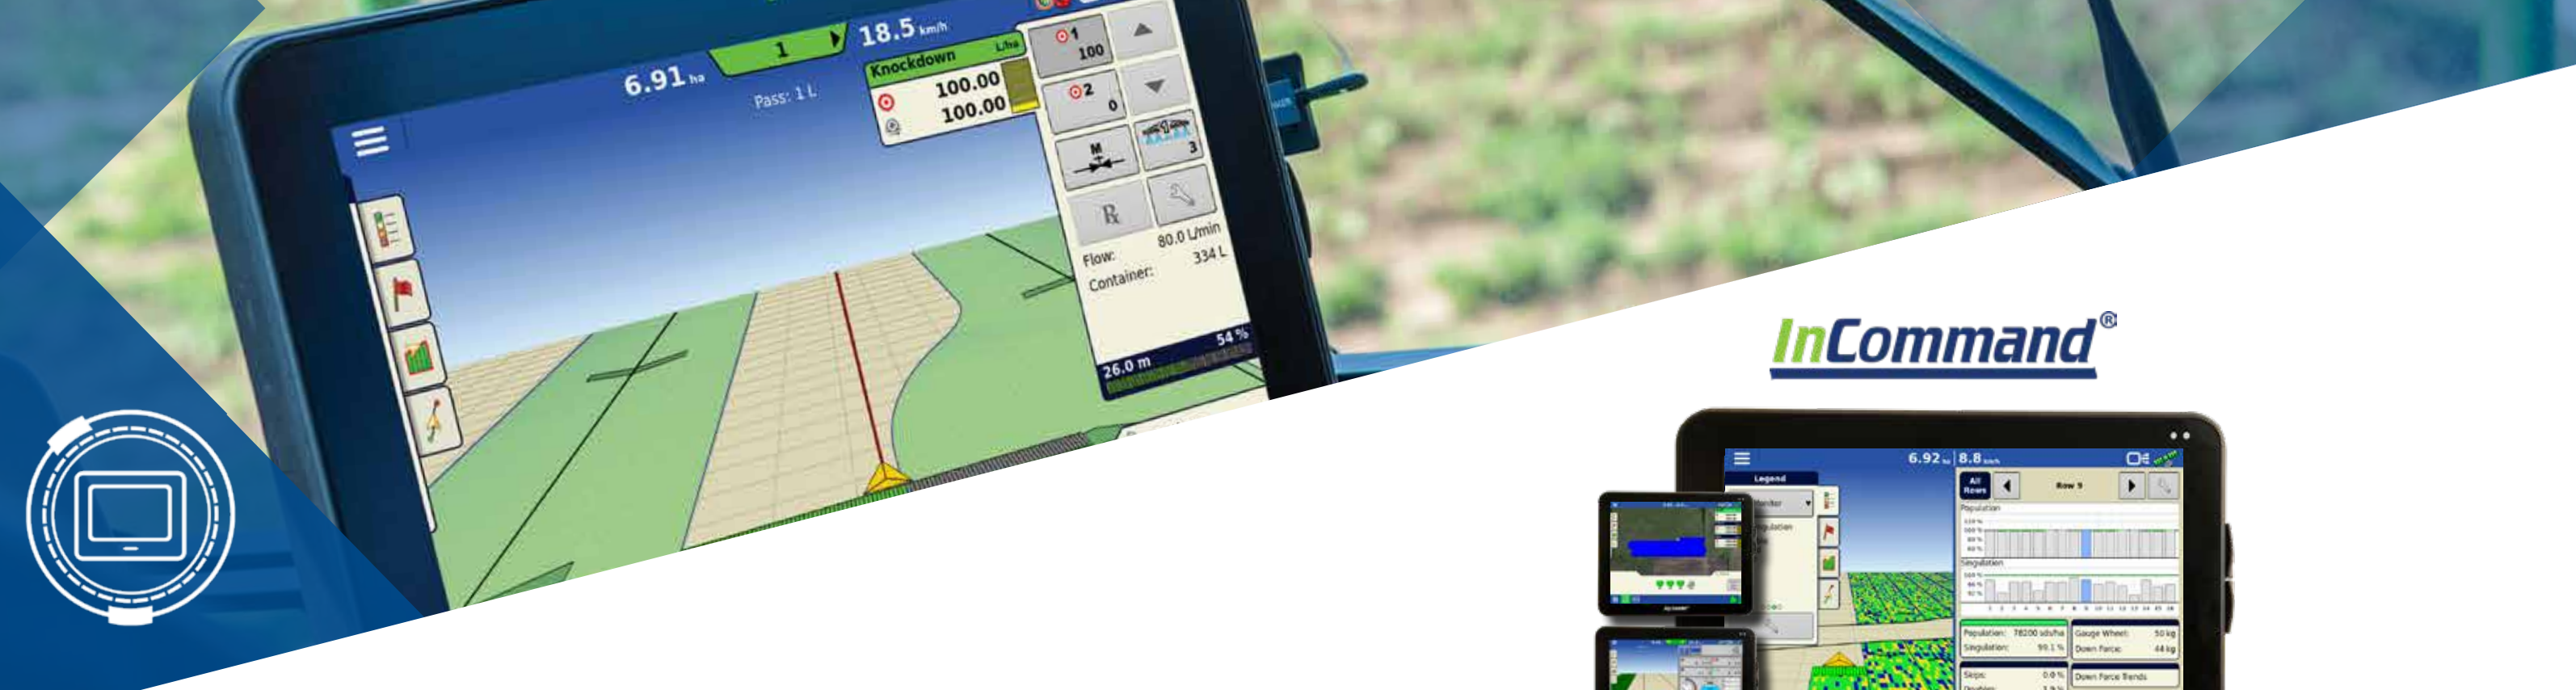 6.91 ha
1
18.5 km/h
Pass: 1 L
Knockdown L/ha
100.00
100.00
1
100
2
0
M
3
Rx
Flow: 80.0 L/min
Container: 334 L
26.0 m 54 %
InCommand®
6.92 8.8
Legend
All Rows
Row 9
Population
Singulation
Population: 78200 sds/ha
Singulation: 99.1 %
Gauge Wheel: 50 kg
Down Force: 44 kg
Skips: 0.0 %
Down Force Trends